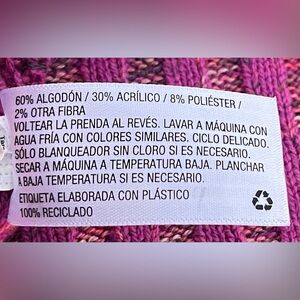 60% ALGODÓN / 30% ACRÍLICO / 8% POLIÉSTER /
2% OTRA FIBRA
VOLTEAR LA PRENDA AL REVÉS. LAVAR A MÁQUINA CON
AGUA FRÍA CON COLORES SIMILARES. CICLO DELICADO.
SÓLO BLANQUEADOR SIN CLORO SI ES NECESARIO.
SECAR A MÁQUINA A TEMPERATURA BAJA. PLANCHAR
A BAJA TEMPERATURA SI ES NECESARIO.
ETIQUETA ELABORADA CON PLÁSTICO
100% RECICLADO